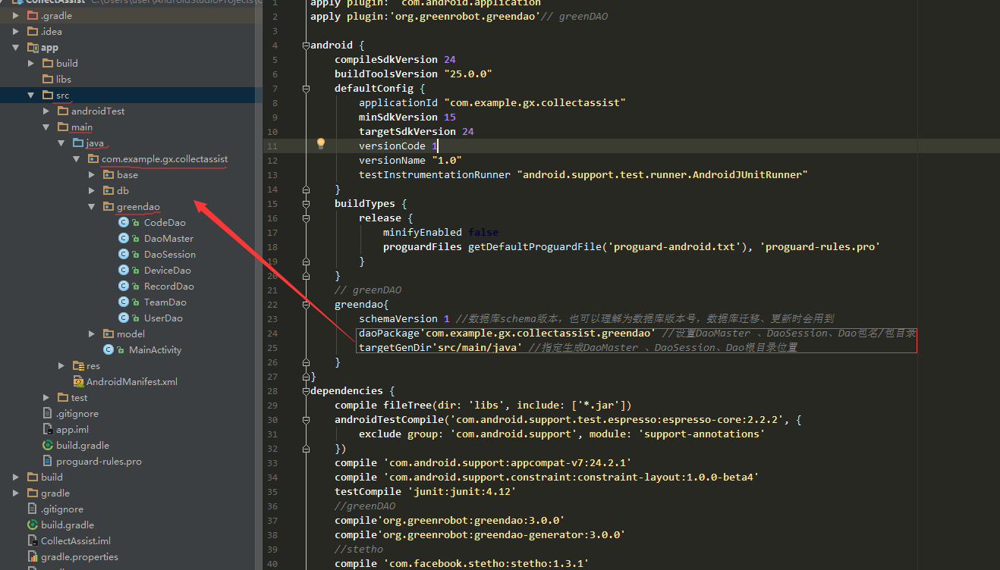 CollectAssist C:\Users\user\AndroidStudioProjects\C
.gradle
.idea
app
build
libs
src
androidTest
main
java
com.example.gx.collectassist
base
db
greendao
CodeDao
DaoMaster
DaoSession
DeviceDao
RecordDao
TeamDao
UserDao
model
MainActivity
res
AndroidManifest.xml
test
.gitignore
app.iml
build.gradle
proguard-rules.pro
build
gradle
.gitignore
build.gradle
CollectAssist.iml
gradle.properties
1 apply plugin: 'com.android.application'
2 apply plugin:'org.greenrobot.greendao'// greenDAO
3
4 android {
5 compileSdkVersion 24
6 buildToolsVersion "25.0.0"
7 defaultConfig {
8 applicationId "com.example.gx.collectassist"
9 minSdkVersion 15
10 targetSdkVersion 24
11 versionCode 1
12 versionName "1.0"
13 testInstrumentationRunner "android.support.test.runner.AndroidJUnitRunner"
14 }
15 buildTypes {
16 release {
17 minifyEnabled false
18 proguardFiles getDefaultProguardFile('proguard-android.txt'), 'proguard-rules.pro'
19 }
20 }
21 // greenDAO
22 greendao{
23 schemaVersion 1 //数据库schema版本，也可以理解为数据库版本号，数据库迁移、更新时会用到
24 daoPackage'com.example.gx.collectassist.greendao' //设置DaoMaster 、DaoSession、Dao包名/包目录
25 targetGenDir'src/main/java' //指定生成DaoMaster 、DaoSession、Dao根目录位置
26 }
27 }
28 dependencies {
29 compile fileTree(dir: 'libs', include: ['*.jar'])
30 androidTestCompile('com.android.support.test.espresso:espresso-core:2.2.2', {
31 exclude group: 'com.android.support', module: 'support-annotations'
32 })
33 compile 'com.android.support:appcompat-v7:24.2.1'
34 compile 'com.android.support.constraint:constraint-layout:1.0.0-beta4'
35 testCompile 'junit:junit:4.12'
36 //greenDAO
37 compile'org.greenrobot:greendao:3.0.0'
38 compile'org.greenrobot:greendao-generator:3.0.0'
39 //stetho
40 compile 'com.facebook.stetho:stetho:1.3.1'